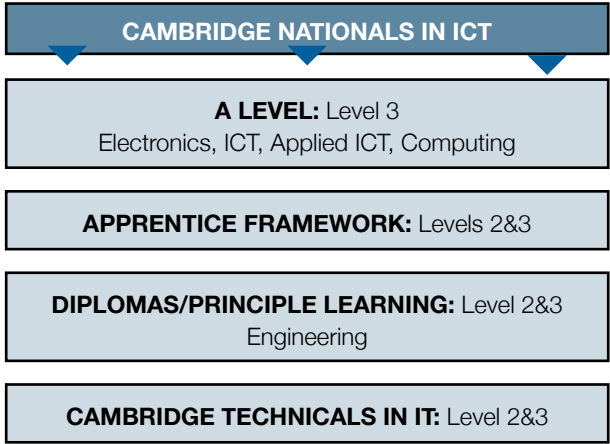 CAMBRIDGE NATIONALS IN ICT
A LEVEL: Level 3
Electronics, ICT, Applied ICT, Computing
APPRENTICE FRAMEWORK: Levels 2&3
DIPLOMAS/PRINCIPLE LEARNING: Level 2&3
Engineering
CAMBRIDGE TECHNICALS IN IT: Level 2&3